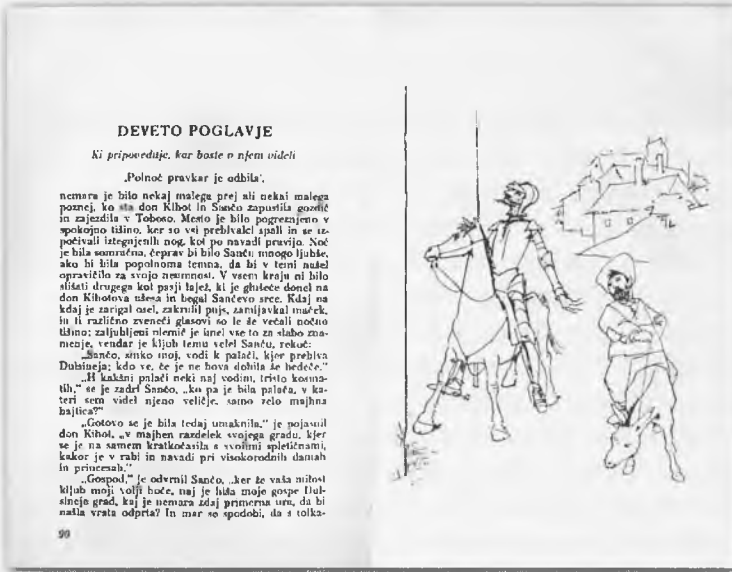 DEVETO POGLAVJE
Ki pripoveduje, kar boste v njem videli
„Polnoč pravkar je odbila‘,
nemara je bilo nekaj malega prej ali nekaj malega
poznej, ko sta don Kihot in Sančo zapustila gozdič
in zajezdila v Toboso. Mesto je bilo pogreznjeno v
spokojno tišino, ker so vsi prebivalci spali in se iz-
počivali iztegnjenih nog, kot po navadi pravijo. Noč
je bila somračna, čeprav bi bilo Sanču mnogo ljubše,
ako bi bila popolnoma temna, da bi v temi našel
opravičilo za svojo neumnost. V vsem kraju ni bilo
slišati drugega kot pasji lajež, ki je glušeče donel na
don Kihotova ušesa in begal Sančevo srce. Kdaj na
kdaj je zarigal osel, zakrulil pujs, zamijavkal maček,
in ti različno zveneči glasovi so le še večali nočno
tišino; zaljubljeni plemič je imel vse to za slabo zna-
menje, vendar je kljub temu velel Sanču, rekoč:
„Sančo, sinko moj, vodi k palači, kjer prebiva
Dulsineja; kdo ve, če je ne bova dobila še bedeče.“
„H kakšni palači neki naj vodim, tristo kosma-
tih,“ se je zadrl Sančo, „ko pa je bila palača, v ka-
teri sem videl njeno veličje, samo zelo majhna
bajtica?“
„Gotovo se je bila tedaj umaknila,“ je pojasnil
don Kihot, „v majhen razdelek svojega gradu, kjer
se je na samem kratkočasila s svojimi spletičnami,
kakor je v rabi in navadi pri visokorodnih damah
in princesah.“
„Gospod,“ je odvrnil Sančo, „ker že vaša milost
kljub moji volji hoče, naj je hiša moje gospe Dul-
sineje grad, kaj je nemara zdaj primerna ura, da bi
našla vrata odprta? In mar se spodobi, da s tolka-
90